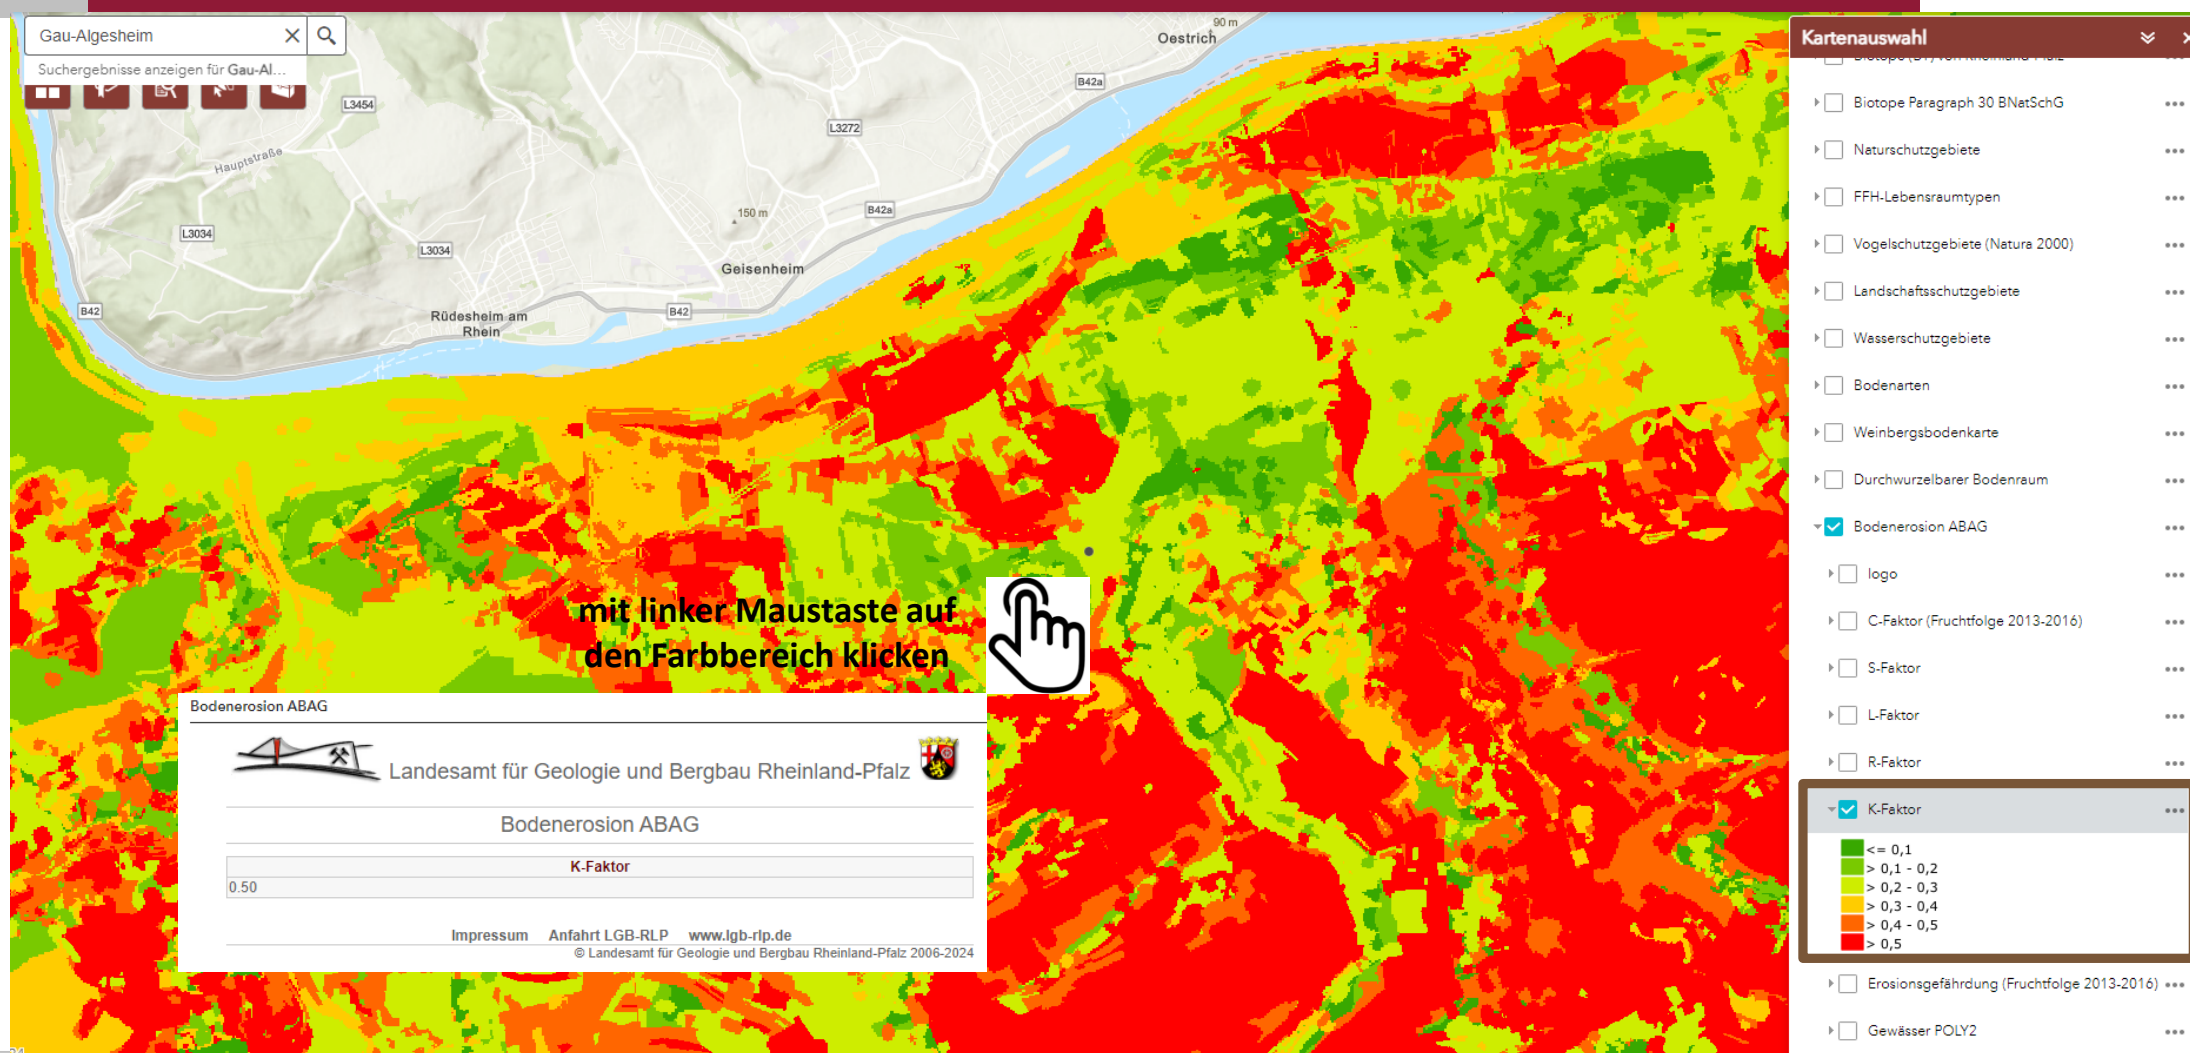 Gau-Algesheim
Suchergebnisse anzeigen für Gau-Al...
90 m
Oestrich
B42a
L3454
L3272
Hauptstraße
150 m
B42a
L3034
L3034
Geisenheim
B42
B42
Rüdesheim am
Rhein
mit linker Maustaste auf
den Farbbereich klicken
Bodenerosion ABAG
Landesamt für Geologie und Bergbau Rheinland-Pfalz
Bodenerosion ABAG
K-Faktor
0.50
Impressum Anfahrt LGB-RLP www.lgb-rlp.de
© Landesamt für Geologie und Bergbau Rheinland-Pfalz 2006-2024
Kartenauswahl
Biotope Paragraph 30 BNatSchG
Naturschutzgebiete
FFH-Lebensraumtypen
Vogelschutzgebiete (Natura 2000)
Landschaftsschutzgebiete
Wasserschutzgebiete
Bodenarten
Weinbergsbodenkarte
Durchwurzelbarer Bodenraum
Bodenerosion ABAG
logo
C-Faktor (Fruchtfolge 2013-2016)
S-Faktor
L-Faktor
R-Faktor
K-Faktor
<= 0,1
> 0,1 - 0,2
> 0,2 - 0,3
> 0,3 - 0,4
> 0,4 - 0,5
> 0,5
Erosionsgefährdung (Fruchtfolge 2013-2016)
Gewässer POLY2